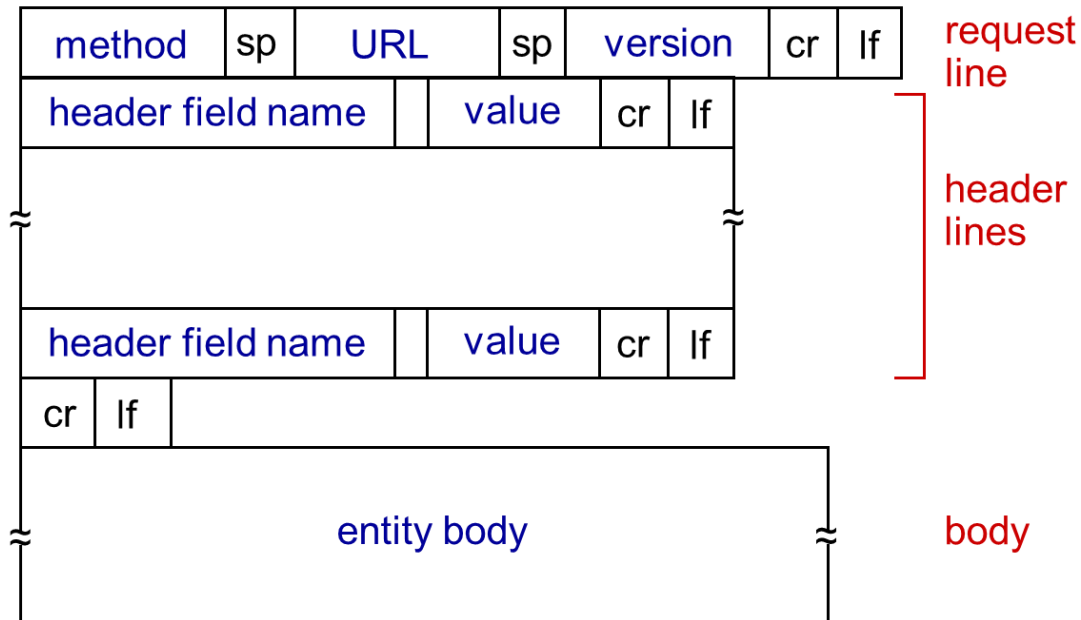 method sp URL sp version cr lf request line
header field name value cr lf
header lines
header field name value cr lf
cr lf
entity body body